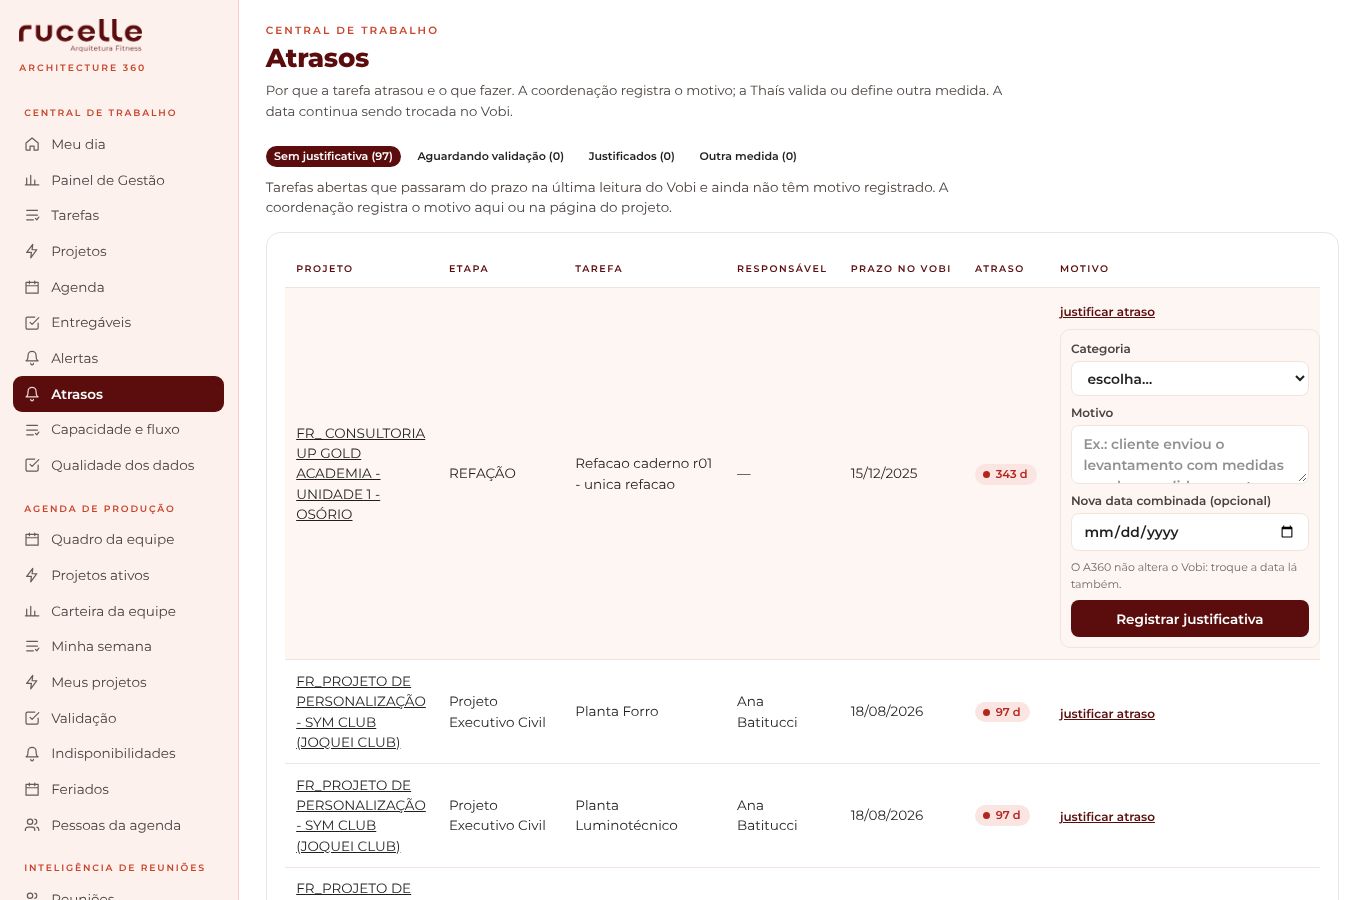 rucelle
Arquitetura Fitness
ARCHITECTURE 360
CENTRAL DE TRABALHO
Meu dia
Painel de Gestão
Tarefas
Projetos
Agenda
Entregáveis
Alertas
Atrasos
Capacidade e fluxo
Qualidade dos dados
AGENDA DE PRODUÇÃO
Quadro da equipe
Projetos ativos
Carteira da equipe
Minha semana
Meus projetos
Validação
Indisponibilidades
Feriados
Pessoas da agenda
INTELIGÊNCIA DE REUNIÕES
Reuniões
CENTRAL DE TRABALHO
Atrasos
Por que a tarefa atrasou e o que fazer. A coordenação registra o motivo; a Thaís valida ou define outra medida. A
data continua sendo trocada no Vobi.
Sem justificativa (97) Aguardando validação (0) Justificados (0) Outra medida (0)
Tarefas abertas que passaram do prazo na última leitura do Vobi e ainda não têm motivo registrado. A
coordenação registra o motivo aqui ou na página do projeto.
PROJETO ETAPA TAREFA RESPONSÁVEL PRAZO NO VOBI ATRASO MOTIVO
FR_ CONSULTORIA
UP GOLD
ACADEMIA -
UNIDADE 1 -
OSÓRIO
REFAÇÃO
Refacao caderno r01
- unica refacao
—
15/12/2025
343 d
justificar atraso
Categoria
escolha...
Motivo
Ex.: cliente enviou o
levantamento com medidas
Nova data combinada (opcional)
mm/dd/yyyy
O A360 não altera o Vobi: troque a data lá
também.
Registrar justificativa
FR_PROJETO DE
PERSONALIZAÇÃO
- SYM CLUB
(JOQUEI CLUB)
Projeto
Executivo Civil
Planta Forro
Ana
Batitucci
18/08/2026
97 d
justificar atraso
FR_PROJETO DE
PERSONALIZAÇÃO
- SYM CLUB
(JOQUEI CLUB)
Projeto
Executivo Civil
Planta
Luminotécnico
Ana
Batitucci
18/08/2026
97 d
justificar atraso
FR_PROJETO DE